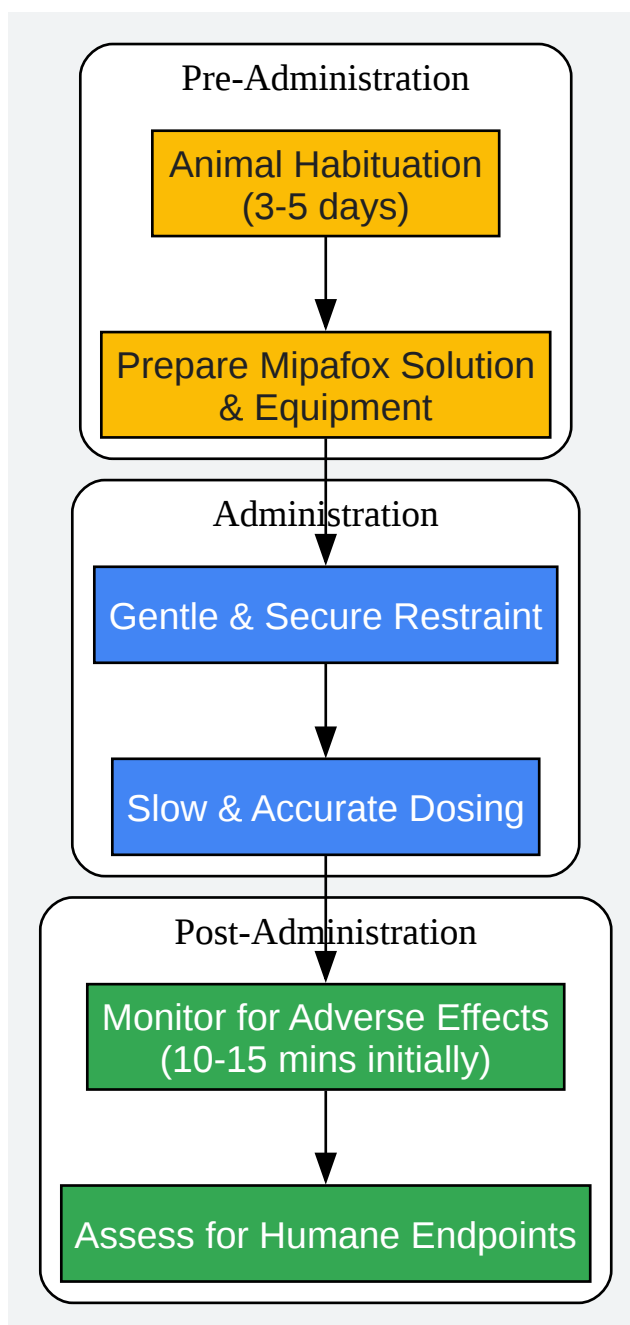 Pre-Administration
Animal Habituation
(3-5 days)
Prepare Mipafox Solution
& Equipment
Administration
Gentle & Secure Restraint
Slow & Accurate Dosing
Post-Administration
Monitor for Adverse Effects
(10-15 mins initially)
Assess for Humane Endpoints